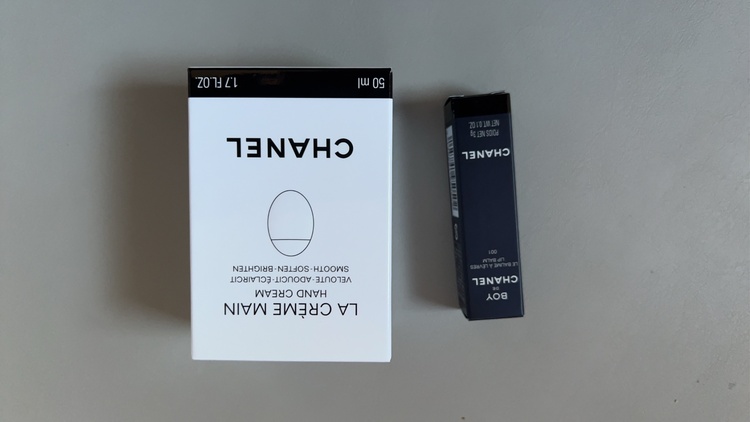 LA CRÈME MAIN
HAND CREAM
VELOUTE-ADOUCIT-ÉCLAIRCIT
SMOOTH-SOFTEN-BRIGHTEN
CHANEL
50 ml
1.7 FL.OZ.
BOY
DE
CHANEL
LE BAUME À LÈVRES
LIP BALM
001
CHANEL
POIDS NET 3g
NET WT. 0.1 OZ.